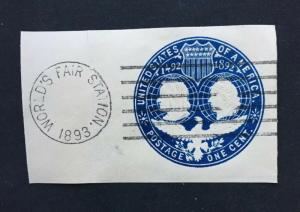 WORLD'S FAIR STATION.
1893
UNITED STATES OF AMERICA
1492 1892
POSTAGE ONE CENT.